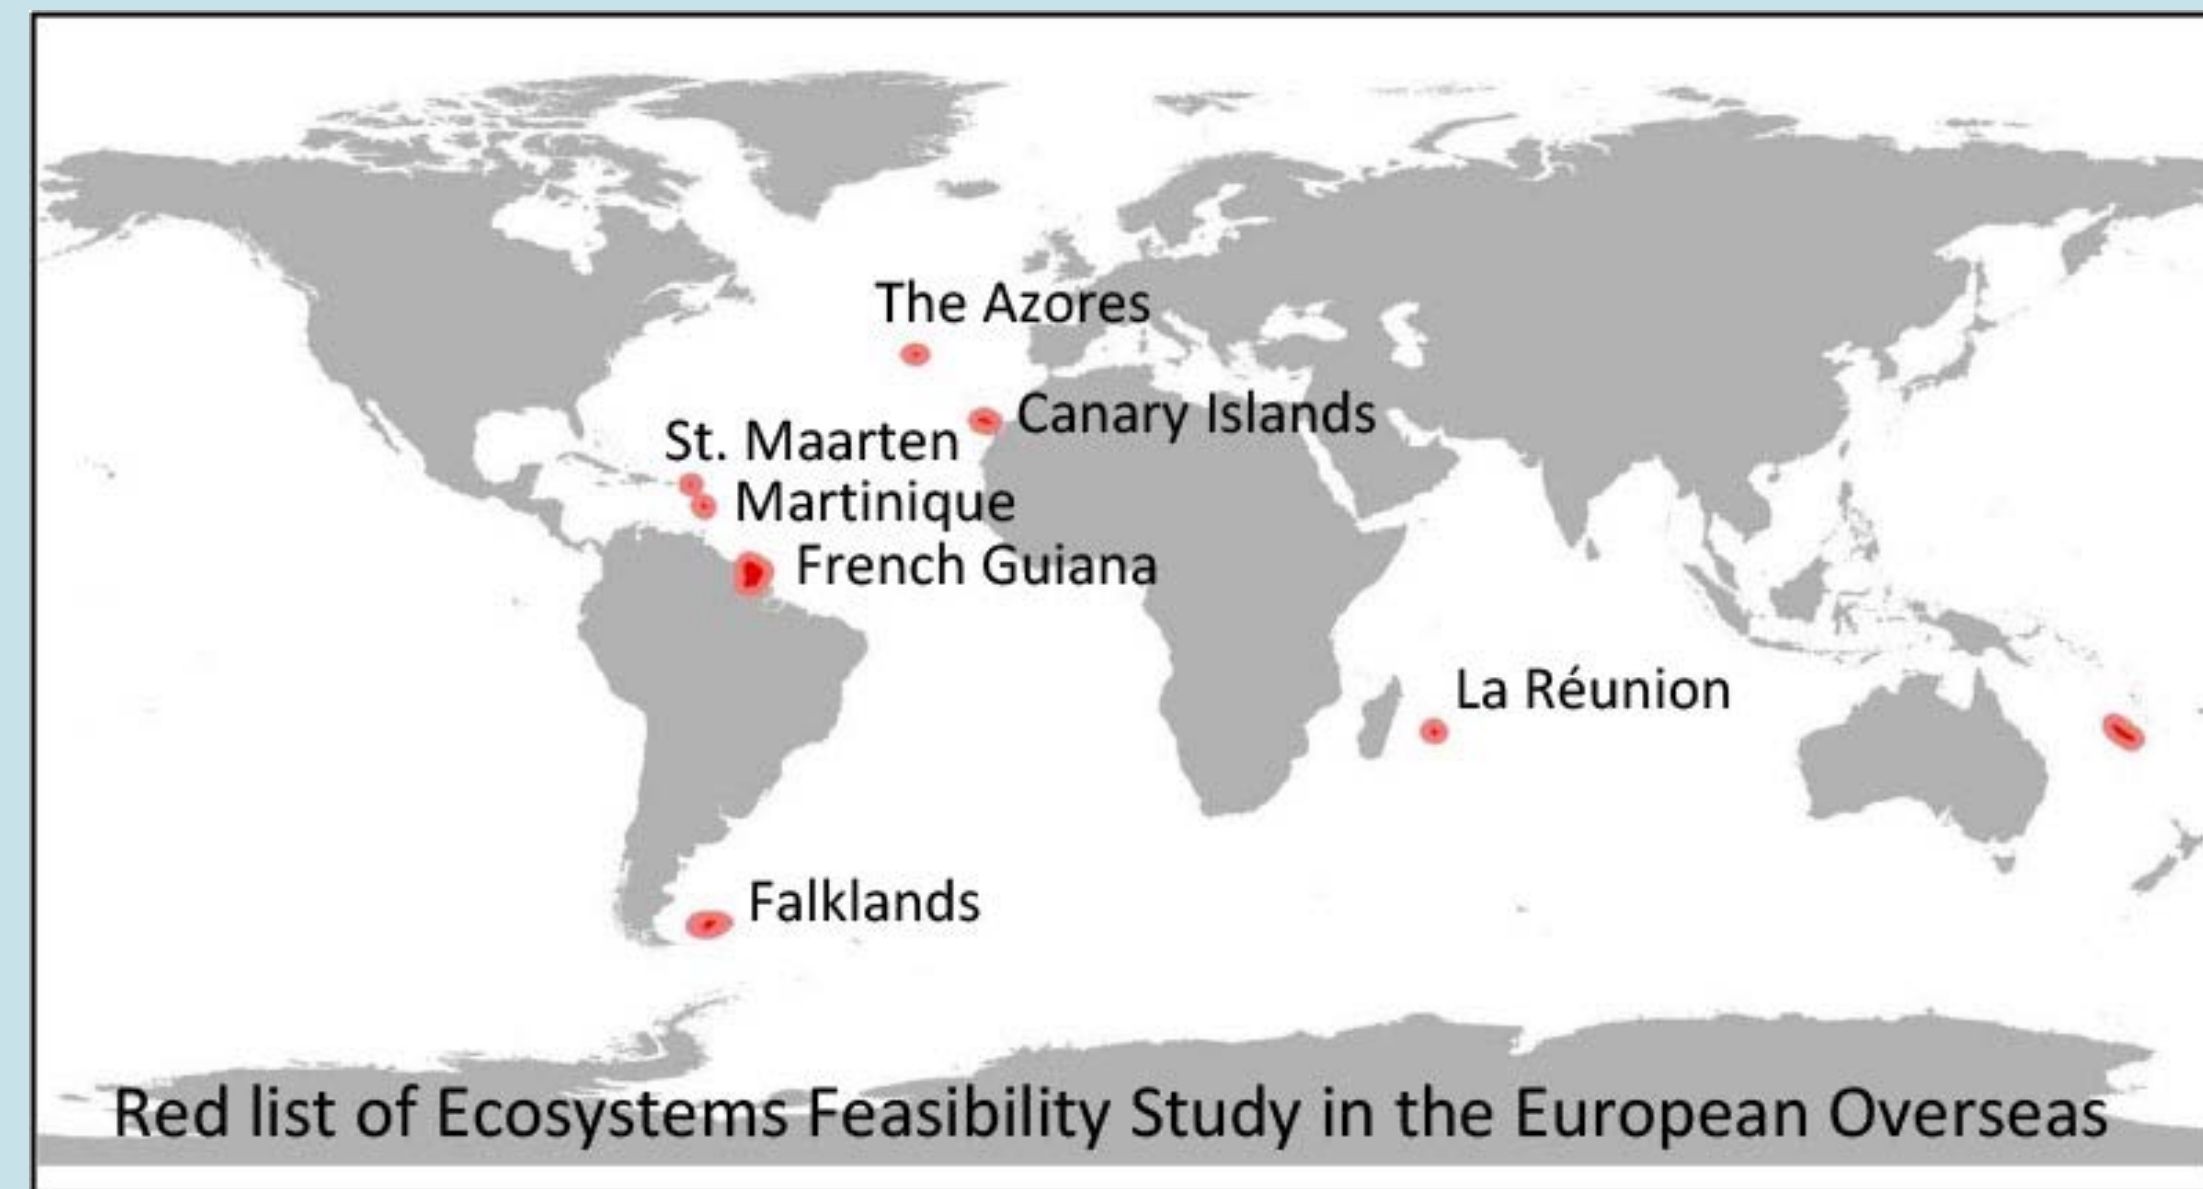 The Azores
Canary Islands
St. Maarten
Martinique
French Guiana
La Réunion
Falklands
Red list of Ecosystems Feasibility Study in the European Overseas